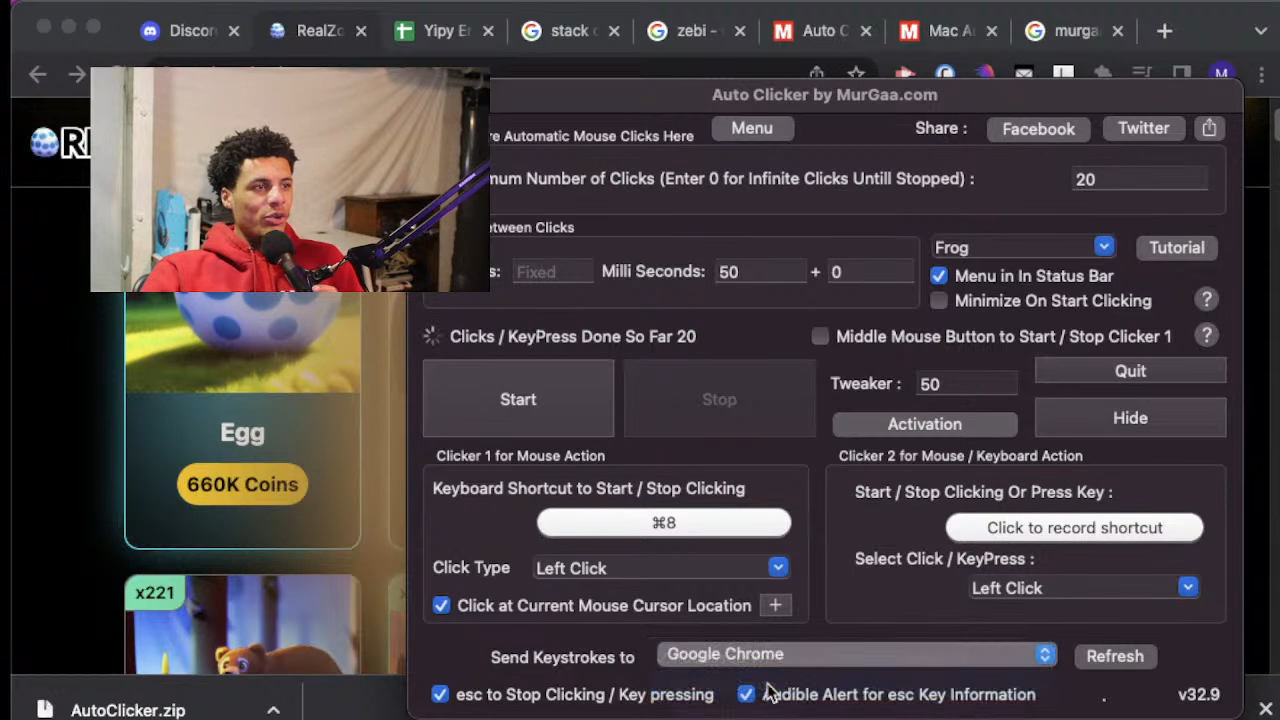 Discor
RealZo
Yipy Er
stack c
zebi -
Auto C
Mac Au
murga
M
Auto Clicker by MurGaa.com
re Automatic Mouse Clicks Here
Menu
Share :
Facebook
Twitter
mum Number of Clicks (Enter 0 for Infinite Clicks Untill Stopped) :
20
etween Clicks
Frog
Tutorial
s:
Fixed
Milli Seconds:
50
+
0
Menu in In Status Bar
Minimize On Start Clicking
?
Clicks / KeyPress Done So Far 20
Middle Mouse Button to Start / Stop Clicker 1
?
Start
Stop
Tweaker :
50
Quit
Activation
Hide
Clicker 1 for Mouse Action
Clicker 2 for Mouse / Keyboard Action
Keyboard Shortcut to Start / Stop Clicking
⌘8
Start / Stop Clicking Or Press Key :
Click to record shortcut
Click Type
Left Click
Select Click / KeyPress :
Left Click
Click at Current Mouse Cursor Location
+
Send Keystrokes to
Google Chrome
Refresh
esc to Stop Clicking / Key pressing
Audible Alert for esc Key Information
.
v32.9
Egg
660K Coins
x221
AutoClicker.zip